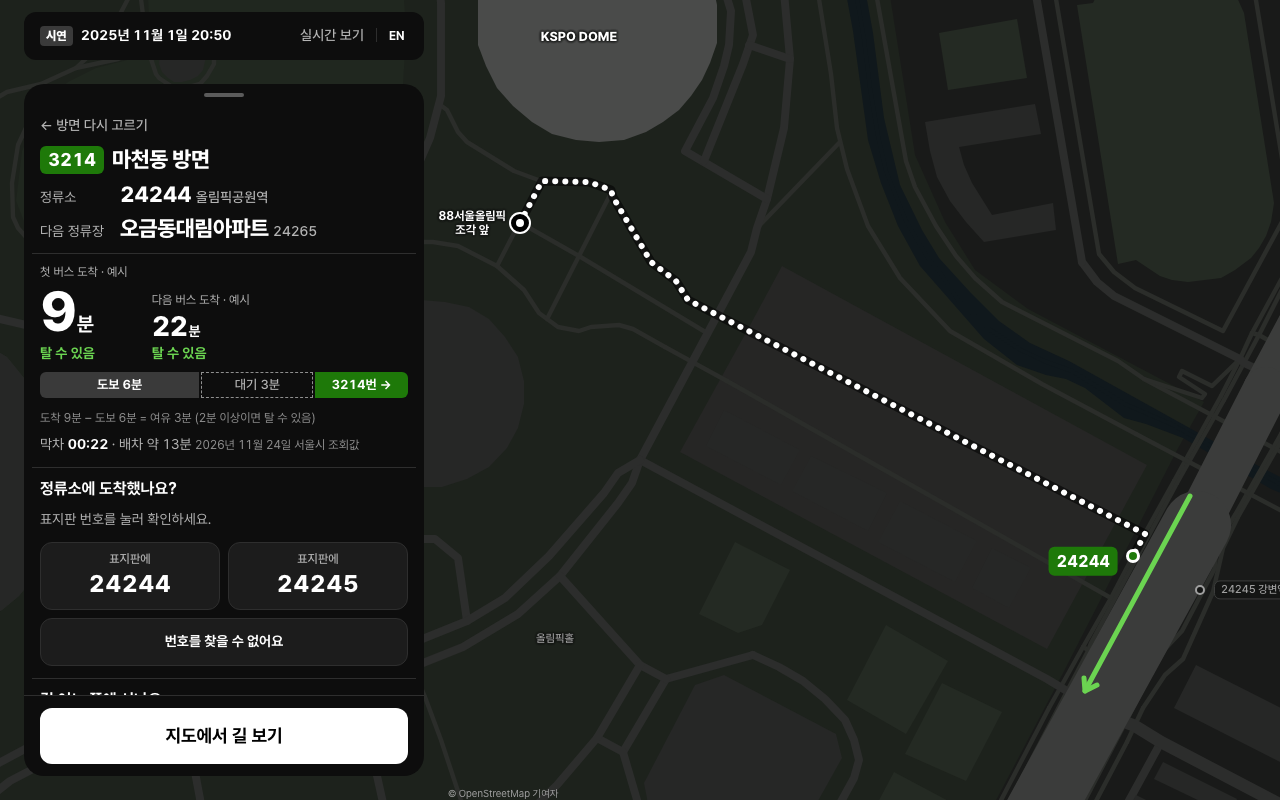 시연 2025년 11월 1일 20:50 실시간 보기 EN
← 방면 다시 고르기
3214 마천동 방면
정류소 24244 올림픽공원역
다음 정류장 오금동대림아파트 24265
첫 버스 도착 · 예시
9분
탈 수 있음
다음 버스 도착 · 예시
22분
탈 수 있음
도보 6분 대기 3분 3214번 →
도착 9분 − 도보 6분 = 여유 3분 (2분 이상이면 탈 수 있음)
막차 00:22 · 배차 약 13분 2026년 11월 24일 서울시 조회값
정류소에 도착했나요?
표지판 번호를 눌러 확인하세요.
표지판에
24244
표지판에
24245
번호를 찾을 수 없어요
지도에서 길 보기
KSPO DOME
88서울올림픽
조각 앞
24244
24245
올림픽홀
© OpenStreetMap 기여자